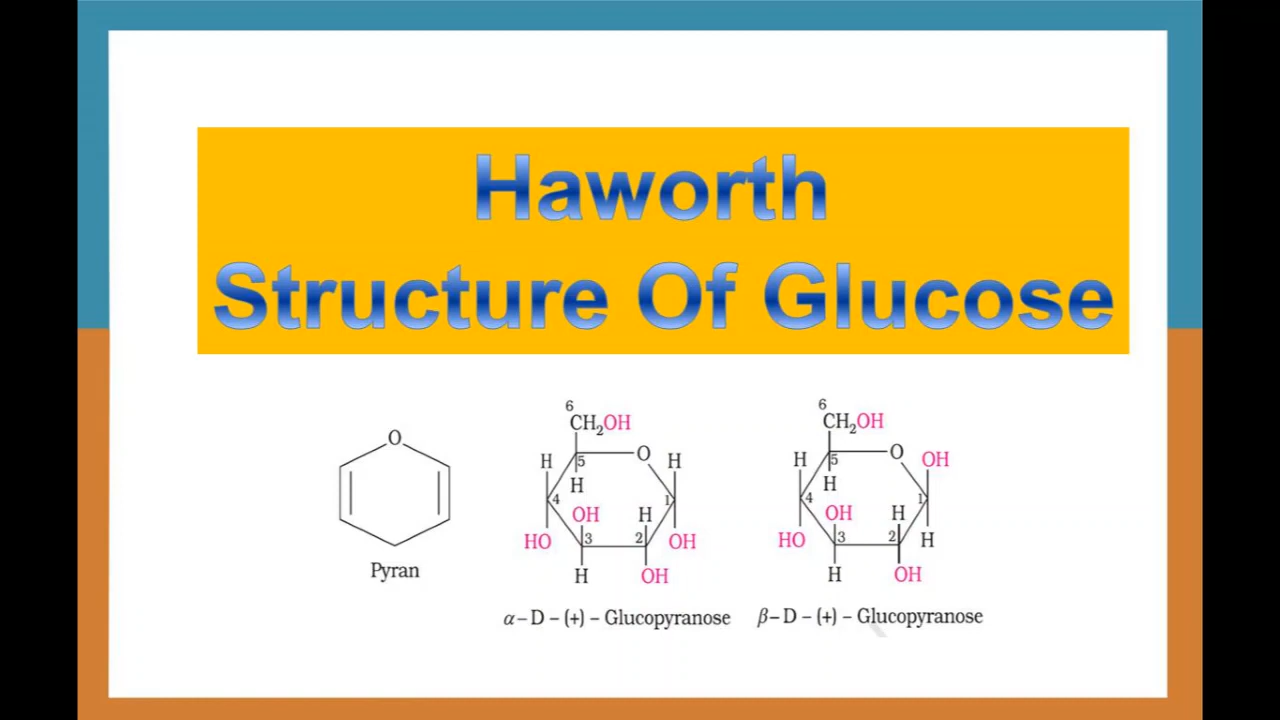 Haworth
Structure Of Glucose
O
Pyran
6
CH₂OH
H 5 O H
H
4 1
OH H
HO 3 2 OH
H OH
α – D – (+) – Glucopyranose
6
CH₂OH
H 5 O OH
H
4 1
OH H
HO 3 2 H
H OH
β – D – (+) – Glucopyranose